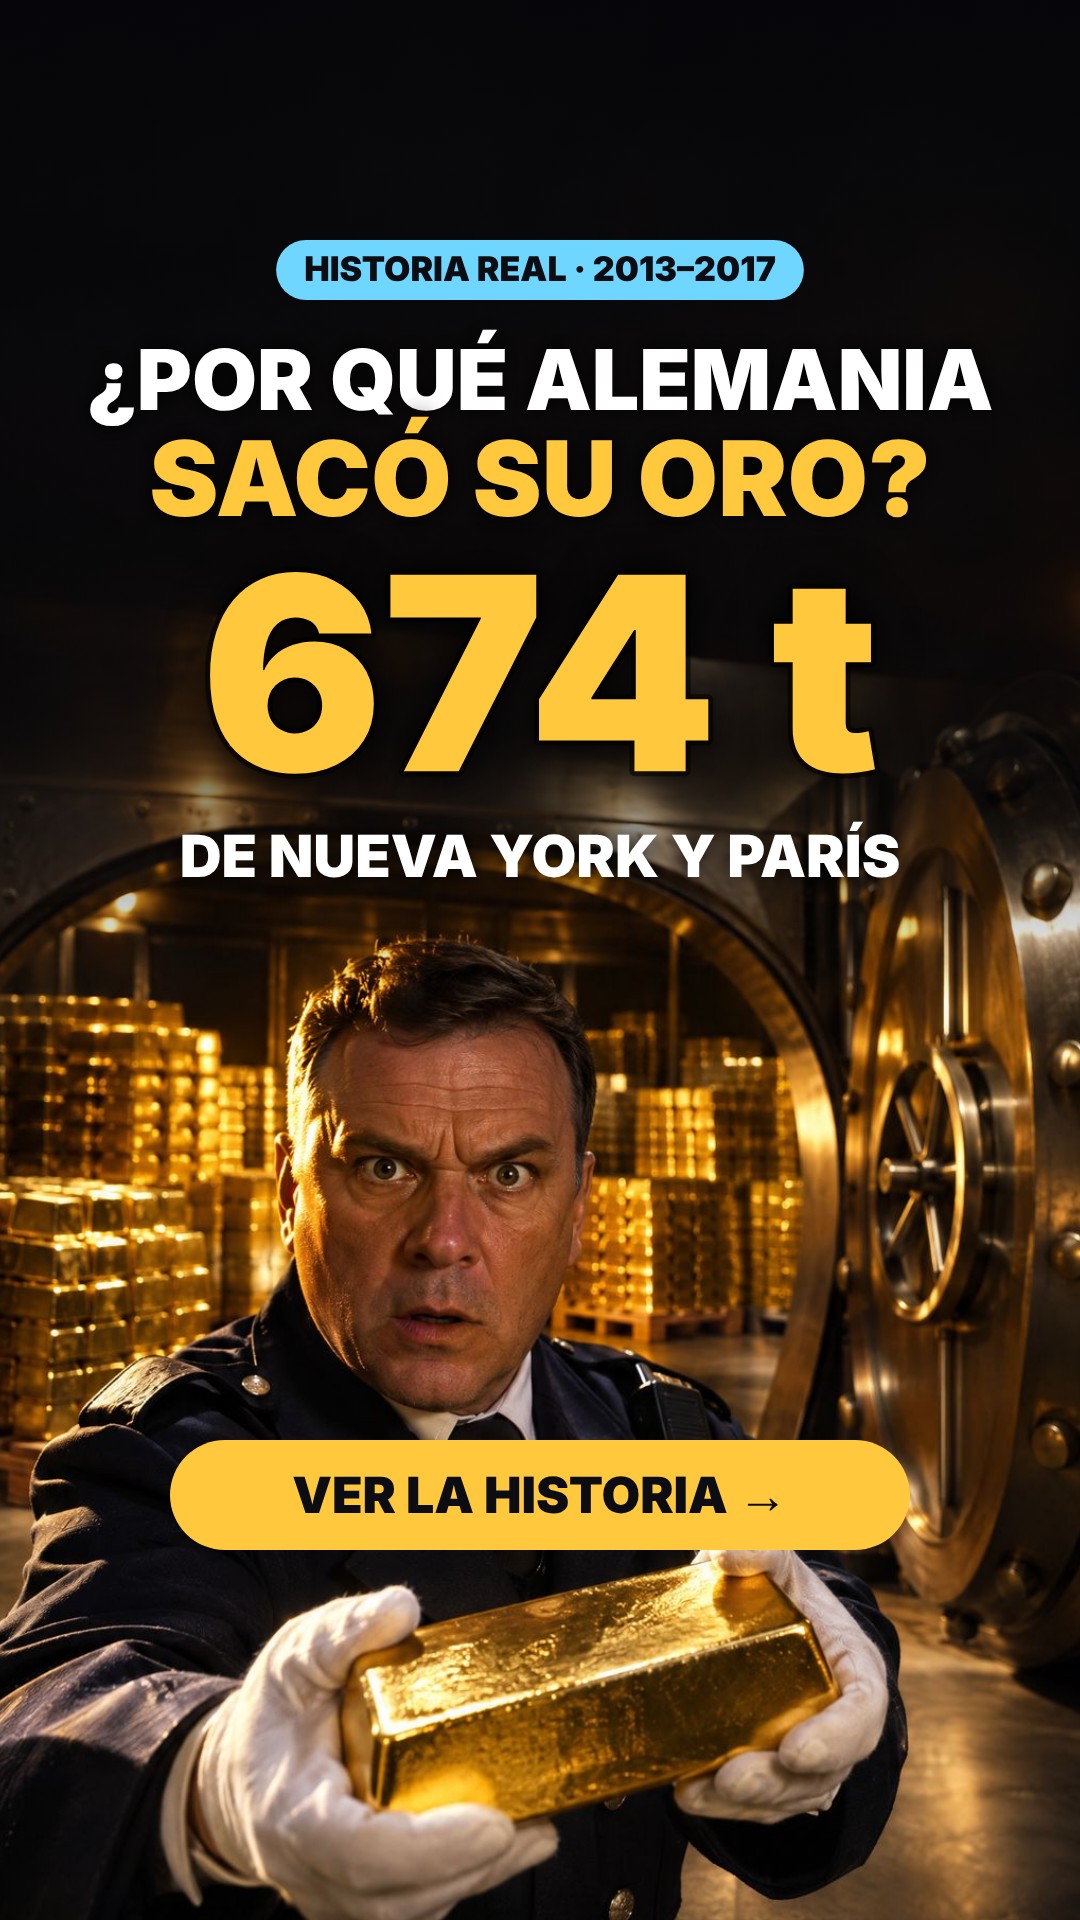 HISTORIA REAL · 2013–2017
¿POR QUÉ ALEMANIA
SACÓ SU ORO?
674 t
DE NUEVA YORK Y PARÍS
VER LA HISTORIA →